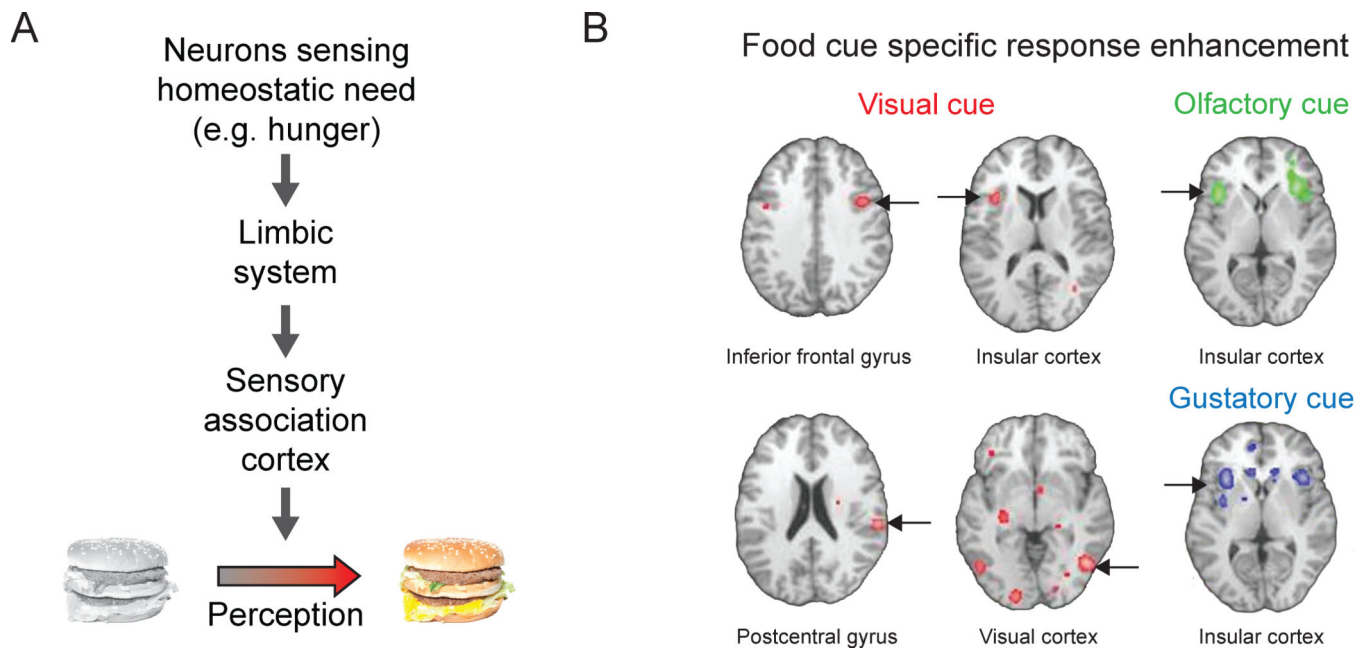 A
Neurons sensing
homeostatic need
(e.g. hunger)
Limbic
system
Sensory
association
cortex
Perception
B
Food cue specific response enhancement
Visual cue
Olfactory cue
Inferior frontal gyrus
Insular cortex
Insular cortex
Gustatory cue
Postcentral gyrus
Visual cortex
Insular cortex